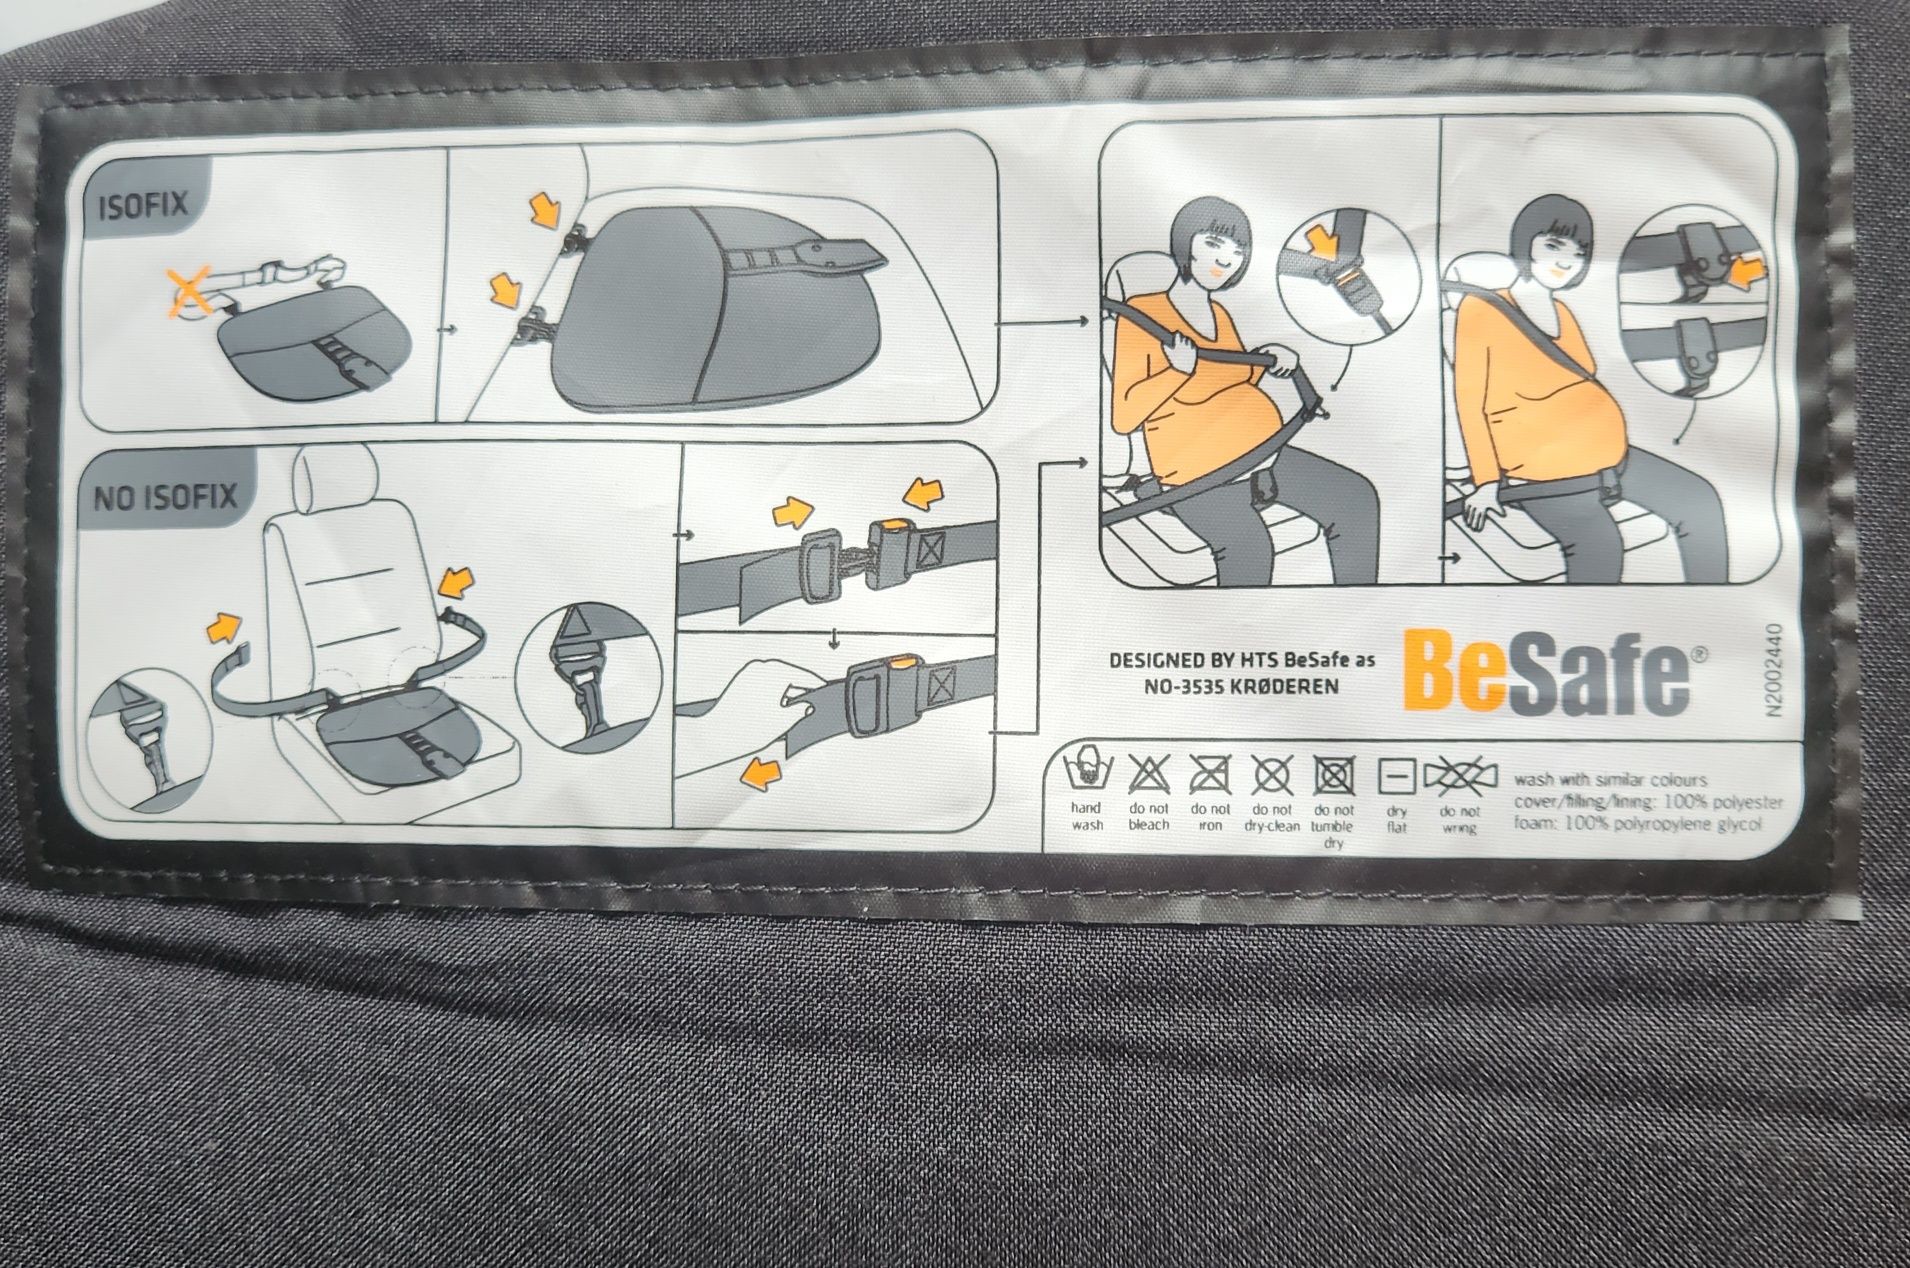 ISOFIX
NO ISOFIX
DESIGNED BY HTS BeSafe as
NO-3535 KRØDEREN
BeSafe®
N2002440
hand
wash
do not
bleach
do not
iron
do not
dry-clean
do not
tumble
dry
dry
flat
do not
wring
wash with similar colours
cover/filling/lining: 100% polyester
foam: 100% polypropylene glycol